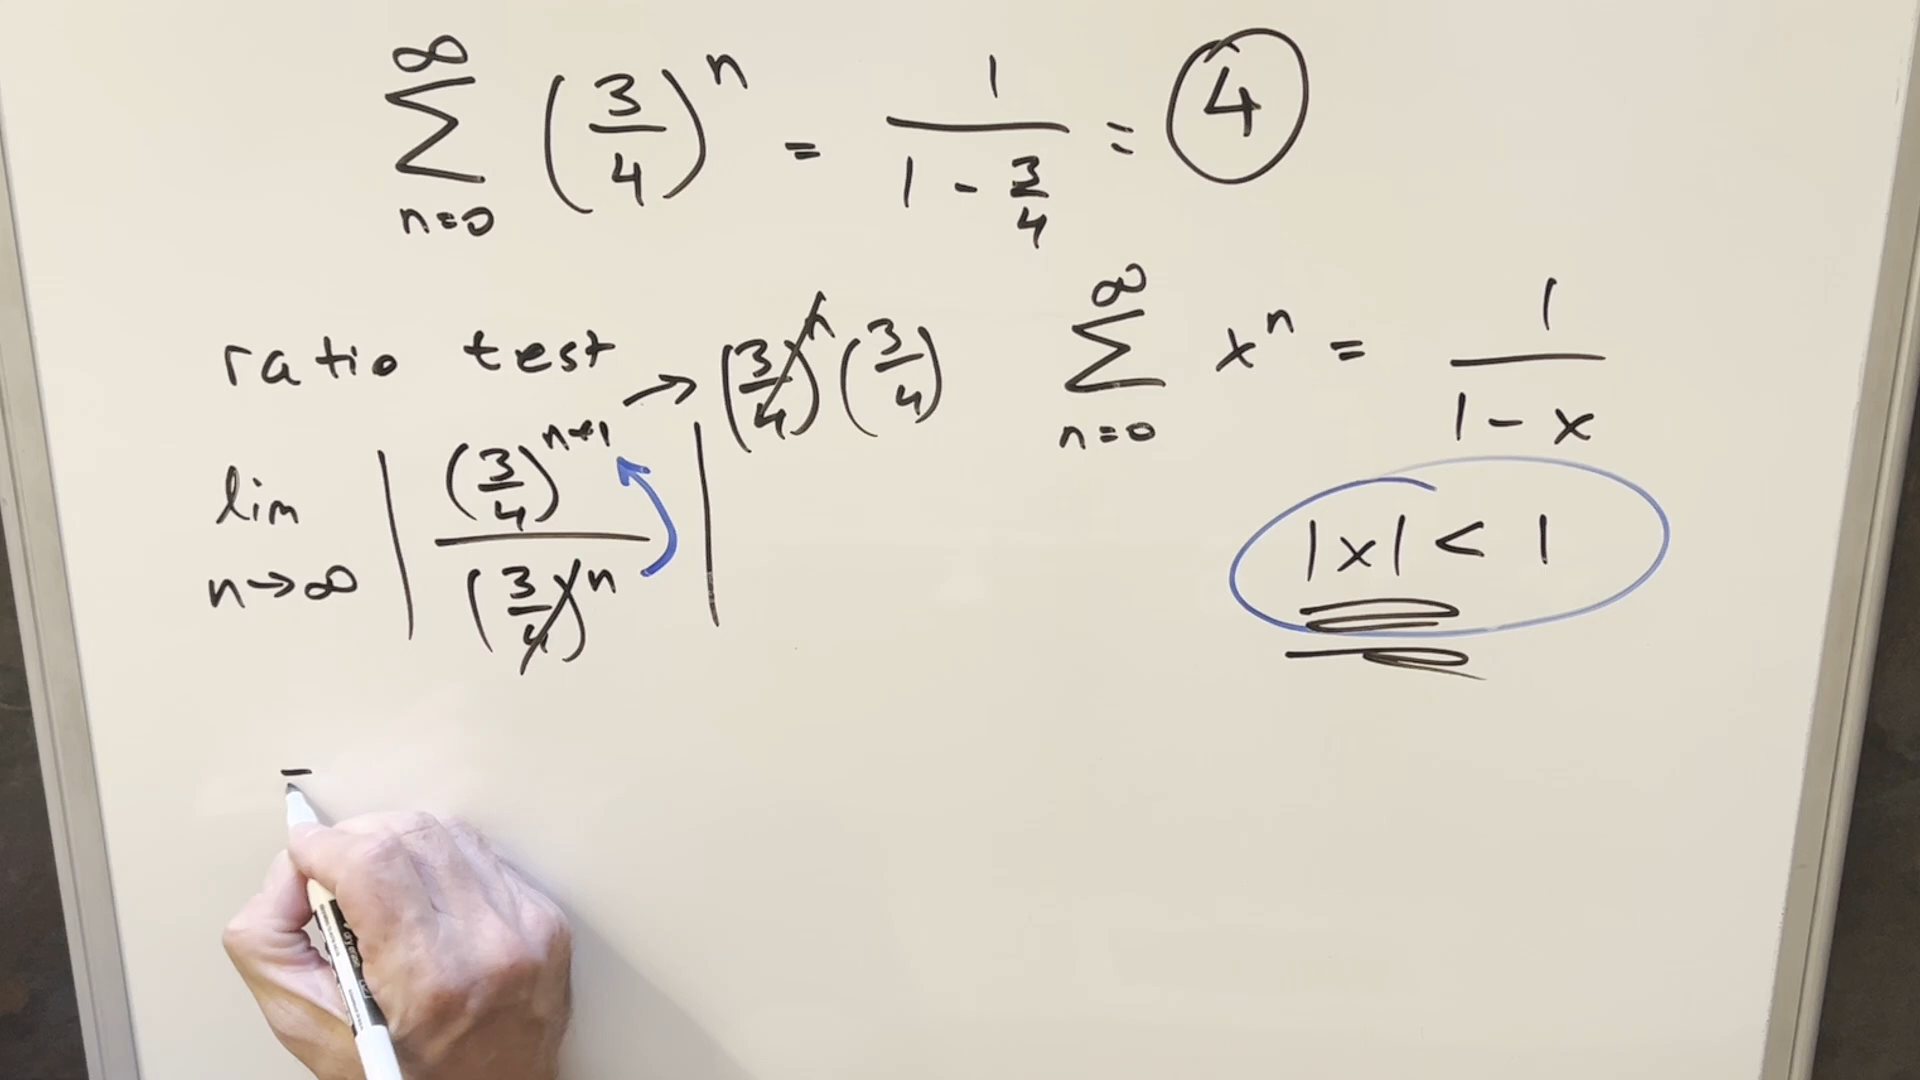 ∞ ∑ n=0 (3/4)^n = 1/(1 - 3/4) = 4
ratio test → (3/4)^n (3/4)
∞ ∑ n=0 x^n = 1/(1 - x)
lim n→∞ | (3/4)^(n+1) / (3/4)^n |
|x| < 1